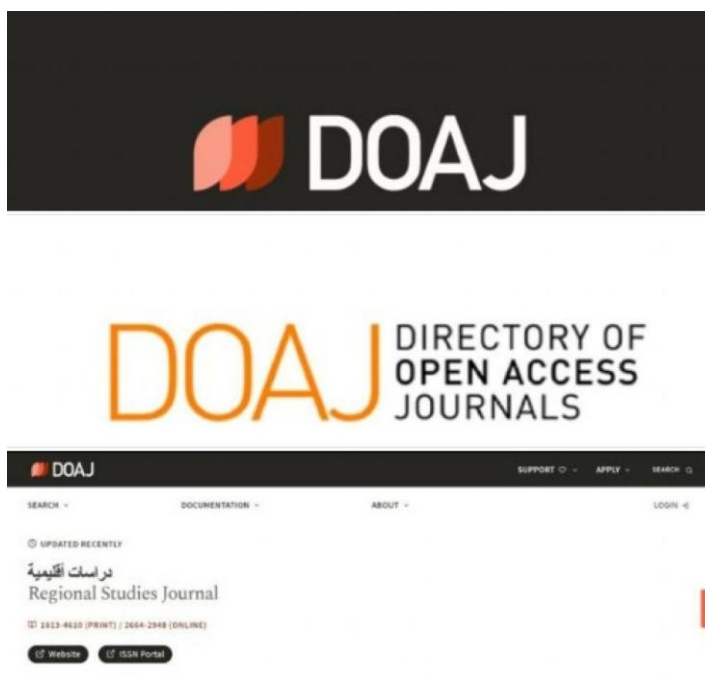 DOAJ
DOAJ
DIRECTORY OF
OPEN ACCESS
JOURNALS
DOAJ
SUPPORT
APPLY
SEARCH
SEARCH
DOCUMENTATION
ABOUT
LOGIN
UPDATED RECENTLY
دراسات أقليمية
Regional Studies Journal
1813-4610 (PRINT) / 2664-2948 (ONLINE)
Website
ISSN Portal